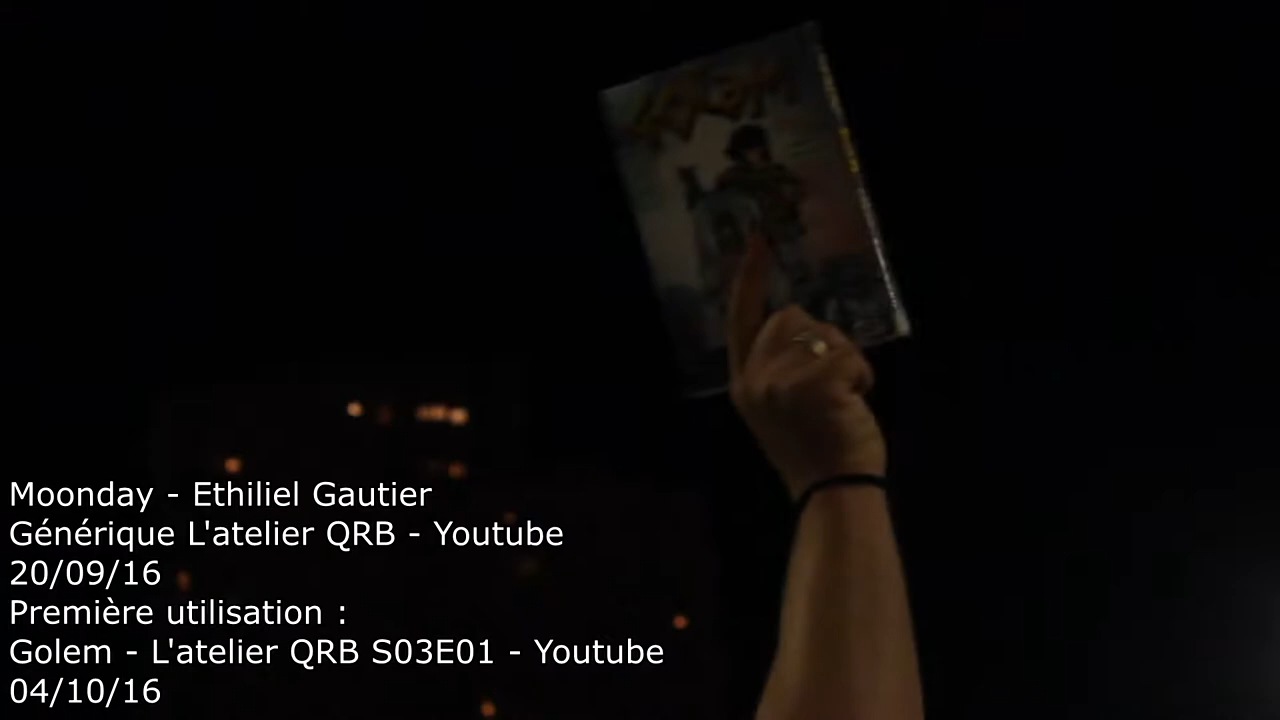 Moonday - Ethiliel Gautier
Générique L'atelier QRB - Youtube
20/09/16
Première utilisation :
Golem - L'atelier QRB S03E01 - Youtube
04/10/16